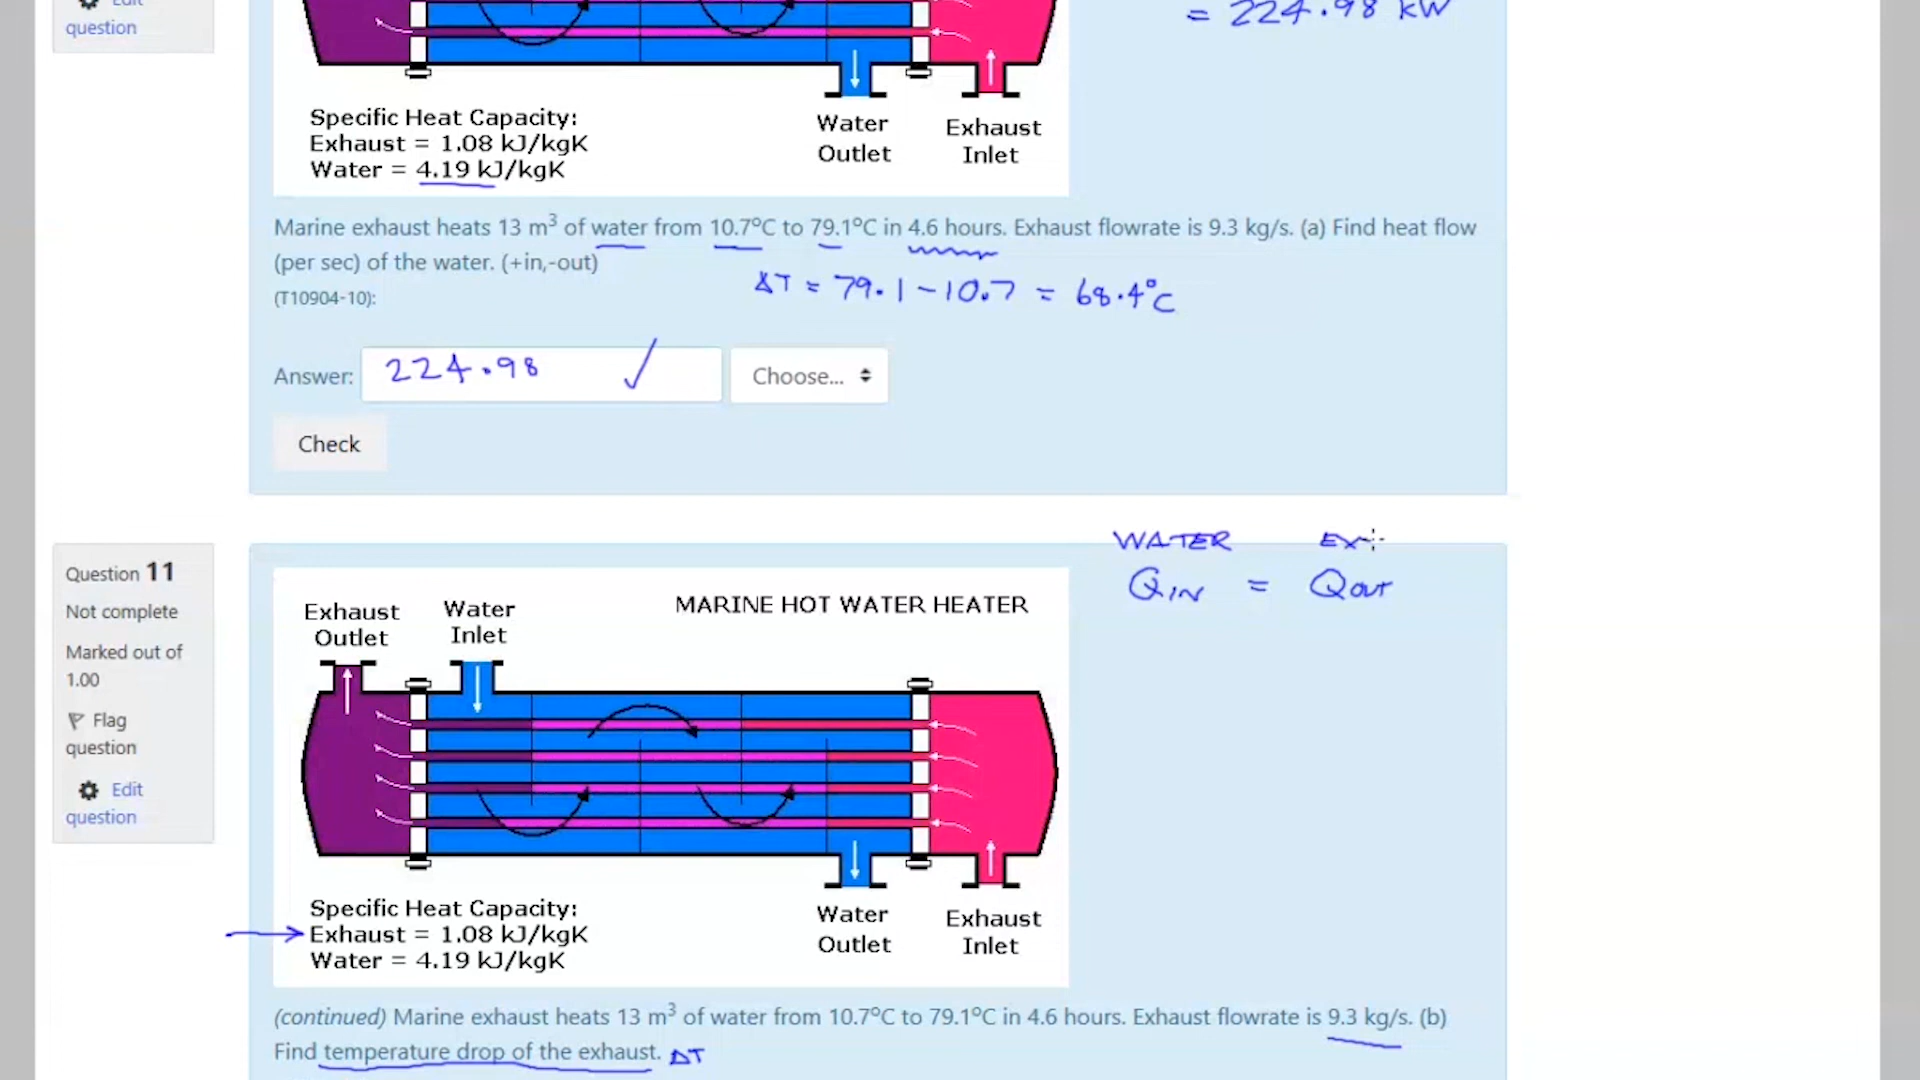 Edit
question
= 224.98 kW
Specific Heat Capacity:
Exhaust = 1.08 kJ/kgK
Water = 4.19 kJ/kgK
Water
Outlet
Exhaust
Inlet
Marine exhaust heats 13 m³ of water from 10.7°C to 79.1°C in 4.6 hours. Exhaust flowrate is 9.3 kg/s. (a) Find heat flow
(per sec) of the water. (+in,-out)
(T10904-10):
ΔT = 79.1 - 10.7 = 68.4°C
Answer: 224.98 ✓ Choose...
Check
Question 11
Not complete
Marked out of
1.00
Flag
question
Edit
question
WATER EX
QIN = QOUT
Exhaust
Outlet
Water
Inlet
MARINE HOT WATER HEATER
Specific Heat Capacity:
Exhaust = 1.08 kJ/kgK
Water = 4.19 kJ/kgK
Water
Outlet
Exhaust
Inlet
(continued) Marine exhaust heats 13 m³ of water from 10.7°C to 79.1°C in 4.6 hours. Exhaust flowrate is 9.3 kg/s. (b)
Find temperature drop of the exhaust. ΔT